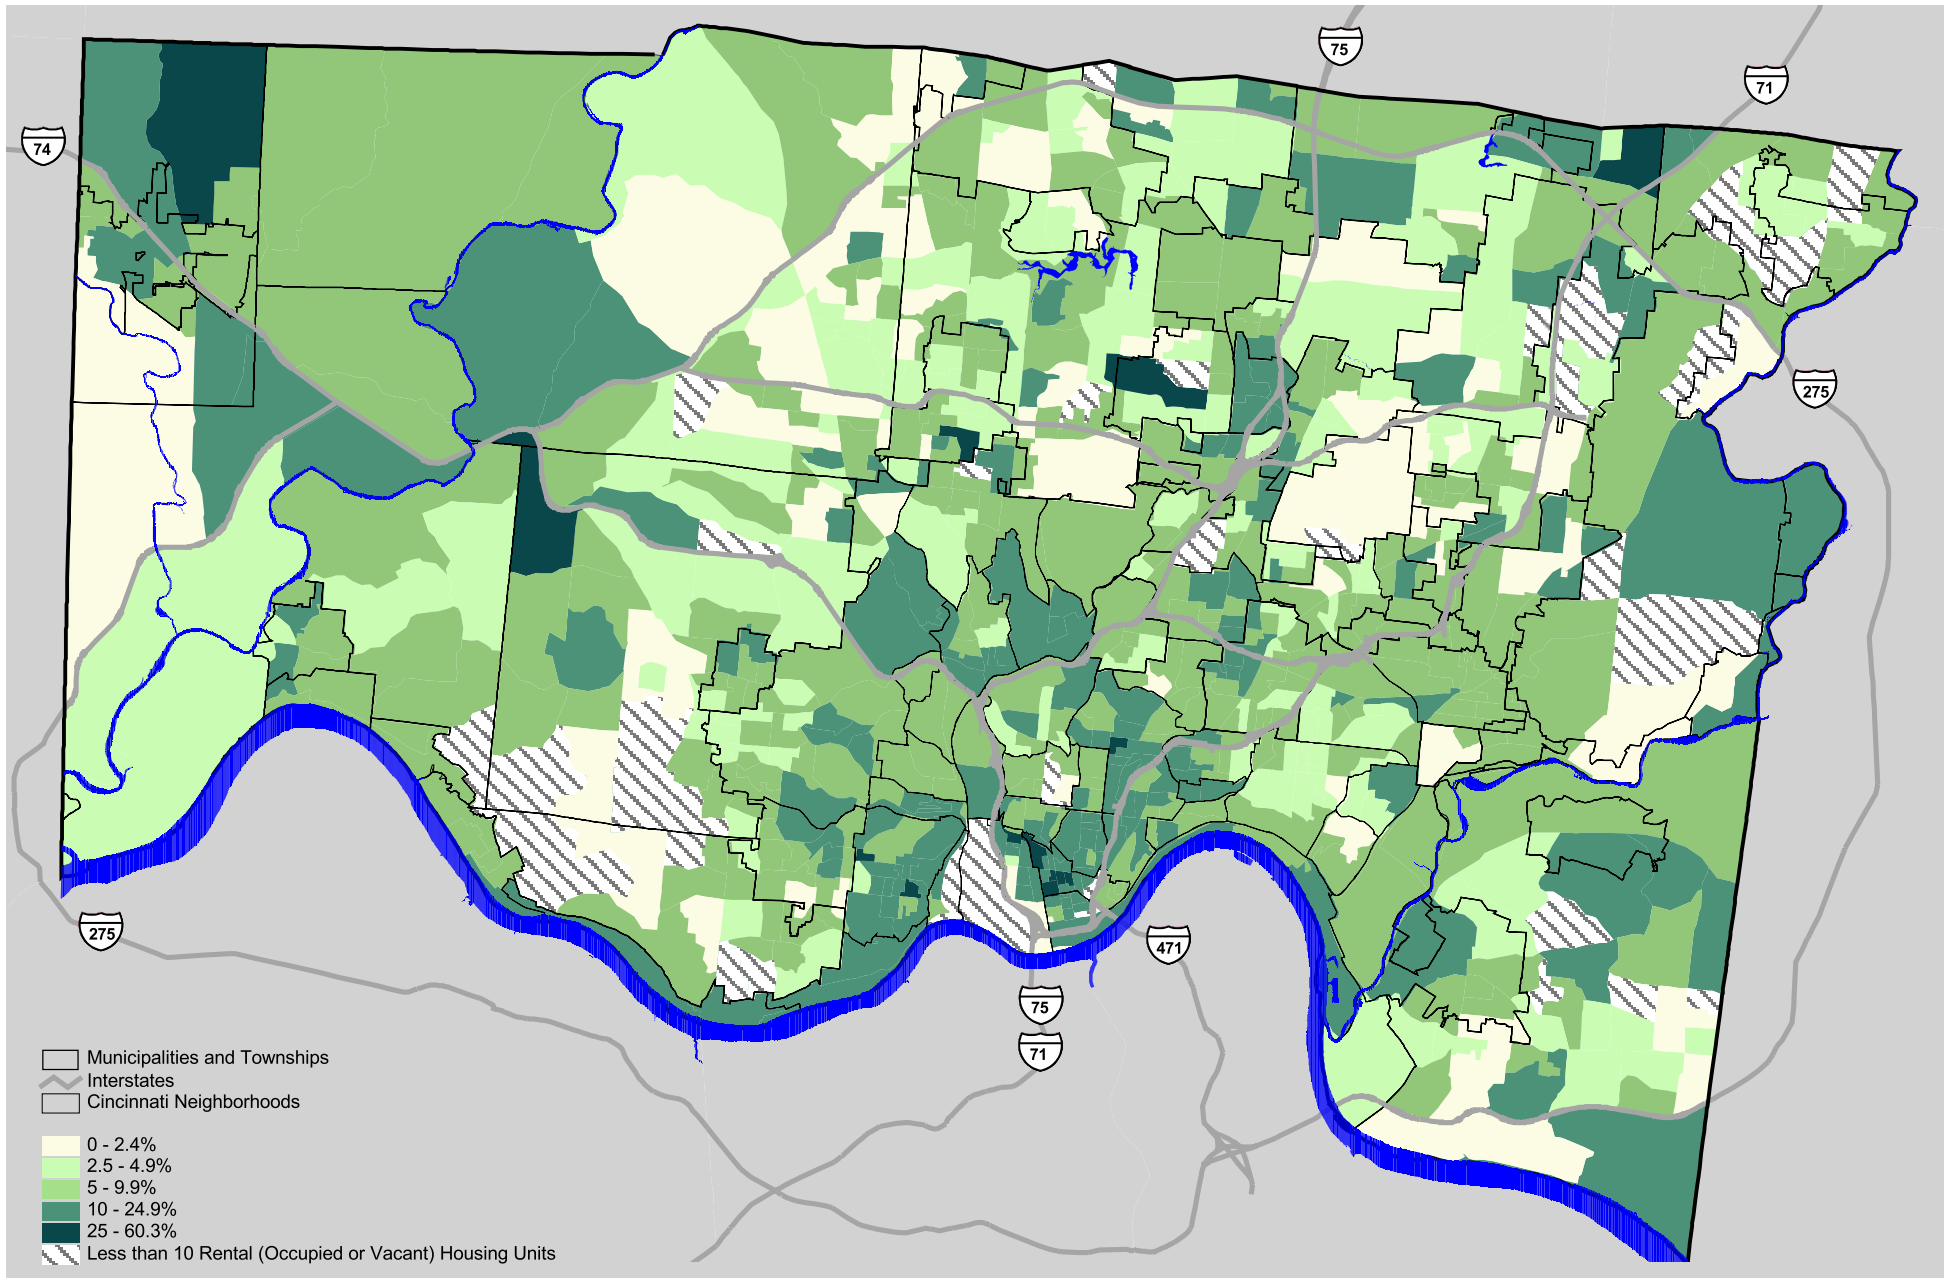 75
71
74
275
275
471
75
71
Municipalities and Townships
Interstates
Cincinnati Neighborhoods
0 - 2.4%
2.5 - 4.9%
5 - 9.9%
10 - 24.9%
25 - 60.3%
Less than 10 Rental (Occupied or Vacant) Housing Units